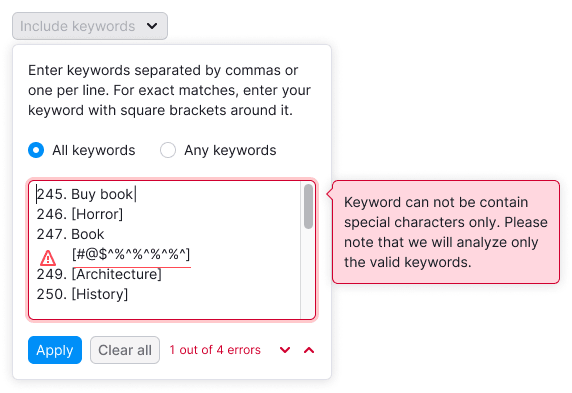 Include keywords
Enter keywords separated by commas or
one per line. For exact matches, enter your
keyword with square brackets around it.
All keywords
Any keywords
245. Buy book
246. [Horror]
247. Book
[#@$^%^%^%^%^]
249. [Architecture]
250. [History]
Keyword can not be contain
special characters only. Please
note that we will analyze only
the valid keywords.
Apply
Clear all
1 out of 4 errors